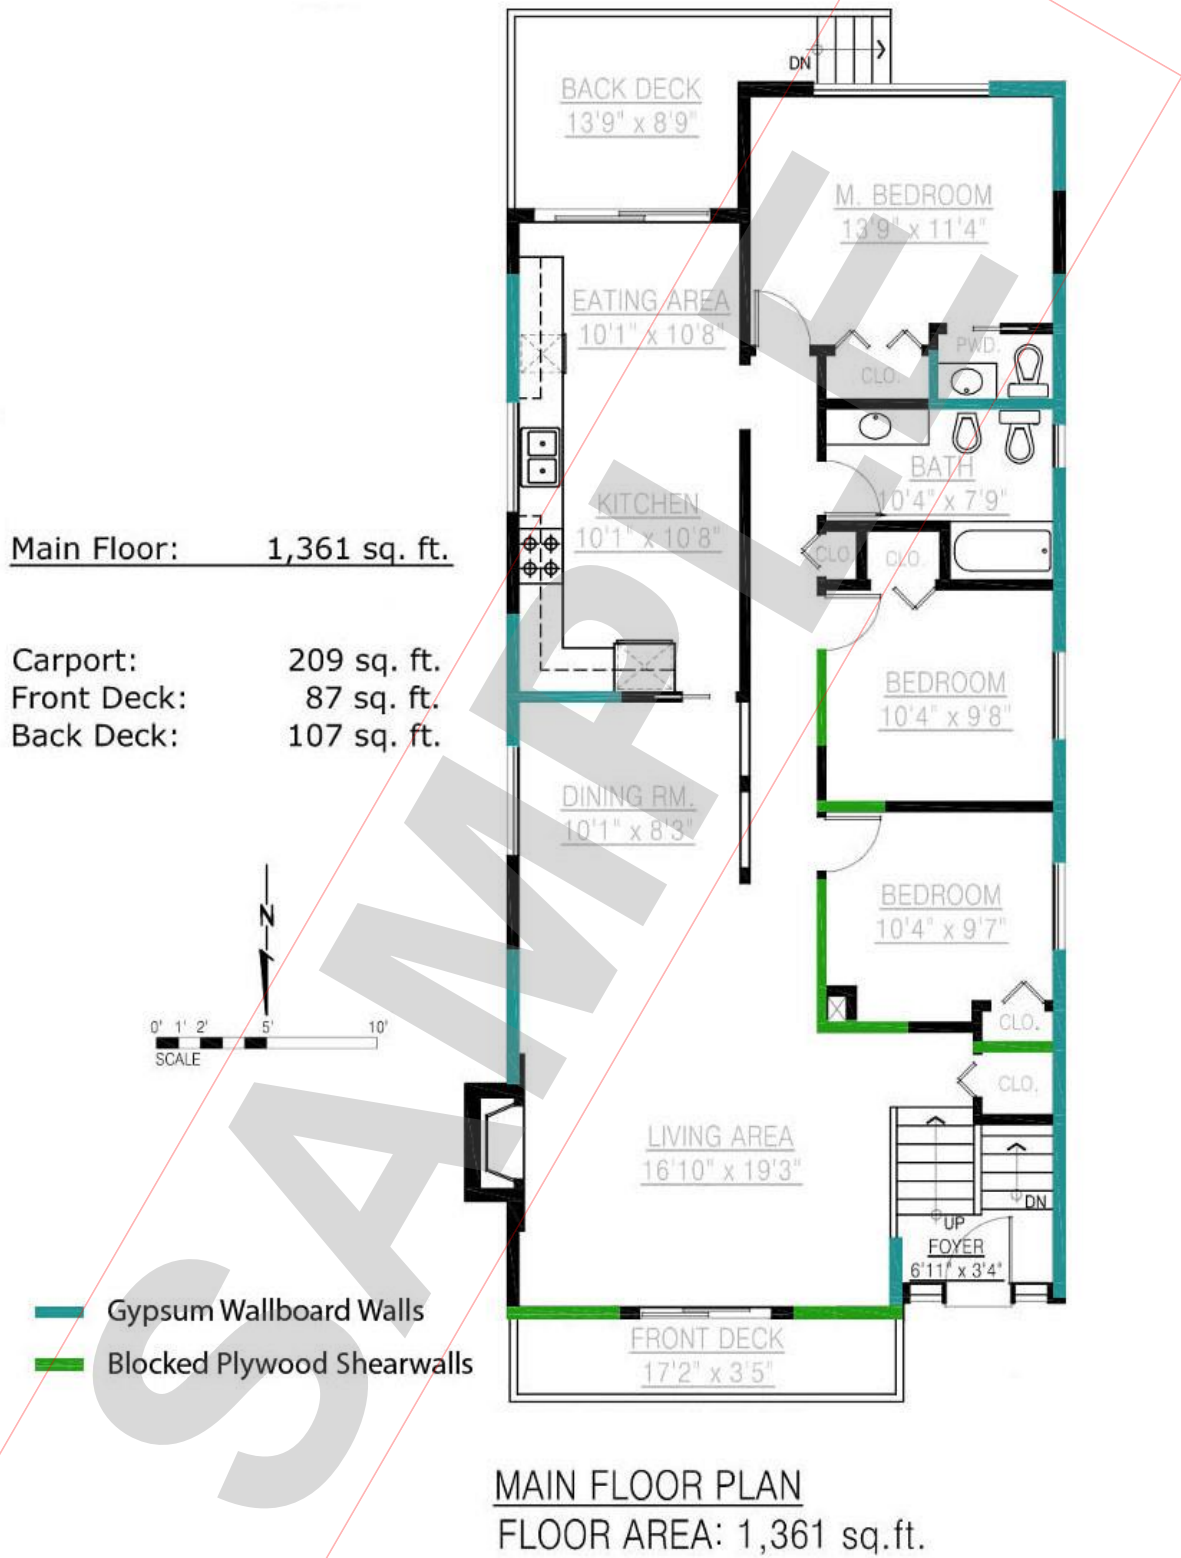 DN
BACK DECK
13'9" x 8'9"
M. BEDROOM
13'9" x 11'4"
EATING AREA
10'1" x 10'8"
PWD.
CLO.
BATH
10'4" x 7'9"
KITCHEN
10'1" x 10'8"
CLO.
CLO.
Main Floor: 1,361 sq. ft.
Carport: 209 sq. ft.
Front Deck: 87 sq. ft.
Back Deck: 107 sq. ft.
BEDROOM
10'4" x 9'8"
DINING RM.
10'1" x 8'3"
BEDROOM
10'4" x 9'7"
N
0' 1' 2' 5' 10'
SCALE
CLO.
CLO.
LIVING AREA
16'10" x 19'3"
DN
UP
FOYER
6'11" x 3'4"
Gypsum Wallboard Walls
Blocked Plywood Shearwalls
FRONT DECK
17'2" x 3'5"
MAIN FLOOR PLAN
FLOOR AREA: 1,361 sq.ft.
SAMPLE